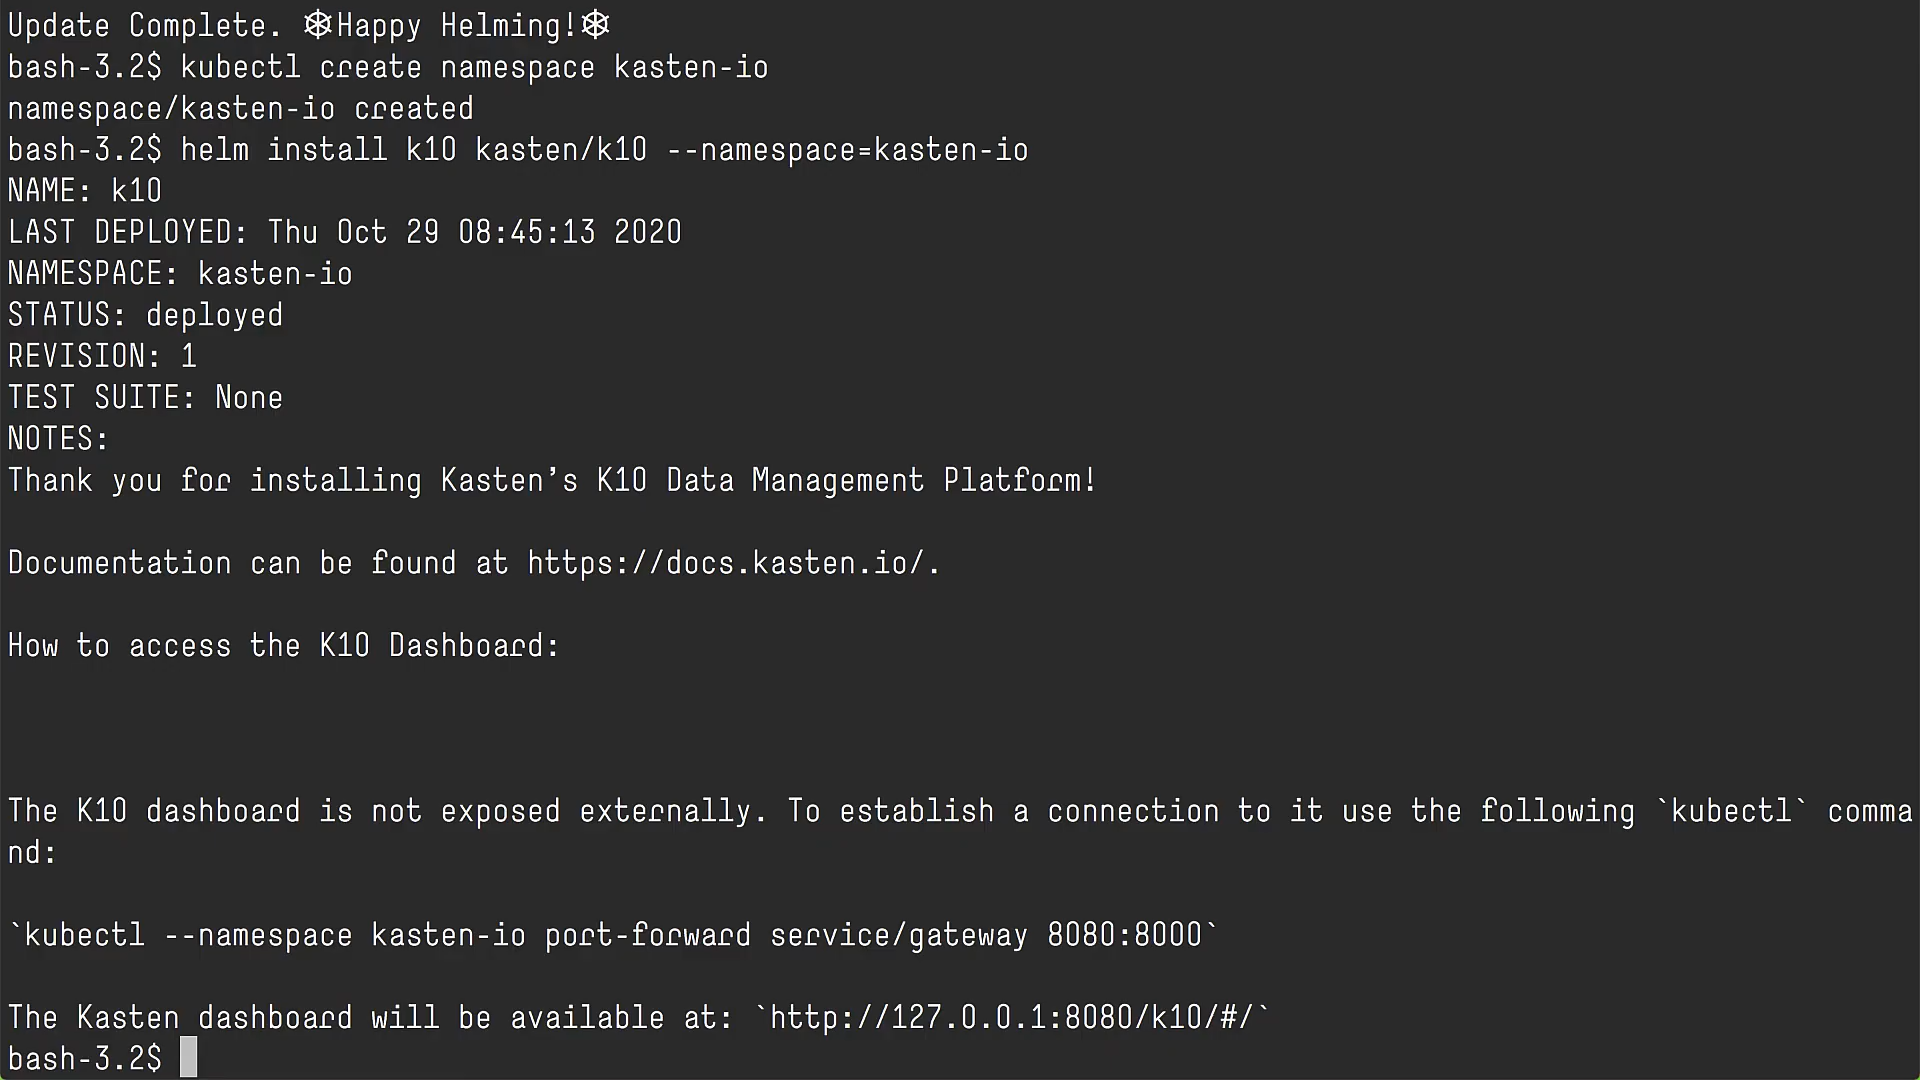 Update Complete. ⎈Happy Helming!⎈
bash-3.2$ kubectl create namespace kasten-io
namespace/kasten-io created
bash-3.2$ helm install k10 kasten/k10 --namespace=kasten-io
NAME: k10
LAST DEPLOYED: Thu Oct 29 08:45:13 2020
NAMESPACE: kasten-io
STATUS: deployed
REVISION: 1
TEST SUITE: None
NOTES:
Thank you for installing Kasten’s K10 Data Management Platform!
Documentation can be found at https://docs.kasten.io/.
How to access the K10 Dashboard:
The K10 dashboard is not exposed externally. To establish a connection to it use the following `kubectl` comma
nd:
`kubectl --namespace kasten-io port-forward service/gateway 8080:8000`
The Kasten dashboard will be available at: `http://127.0.0.1:8080/k10/#/`
bash-3.2$